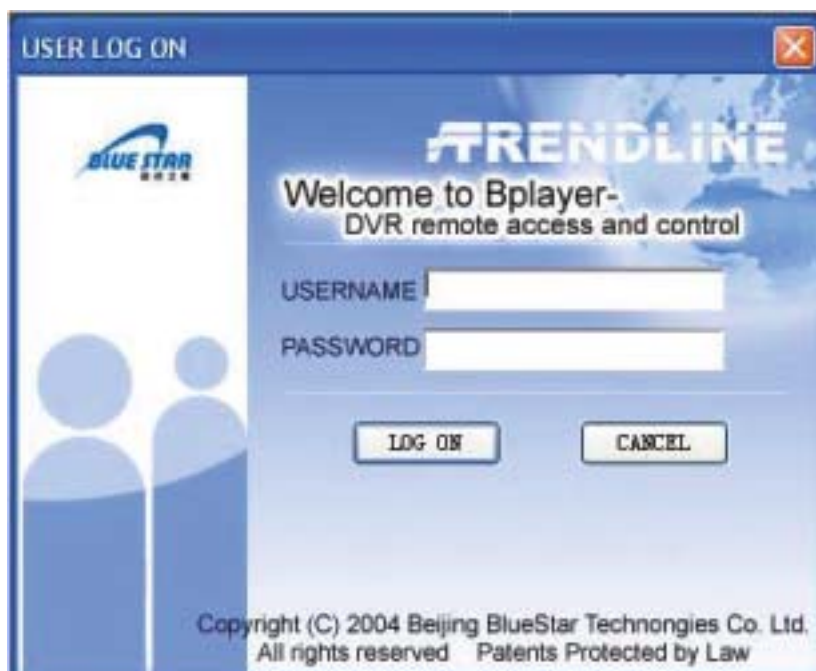 USER LOG ON
BLUE STAR
TRENDLINE
Welcome to Bplayer-
DVR remote access and control
USERNAME
PASSWORD
LOG ON
CANCEL
Copyright (C) 2004 Beijing BlueStar Technongies Co. Ltd.
All rights reserved Patents Protected by Law